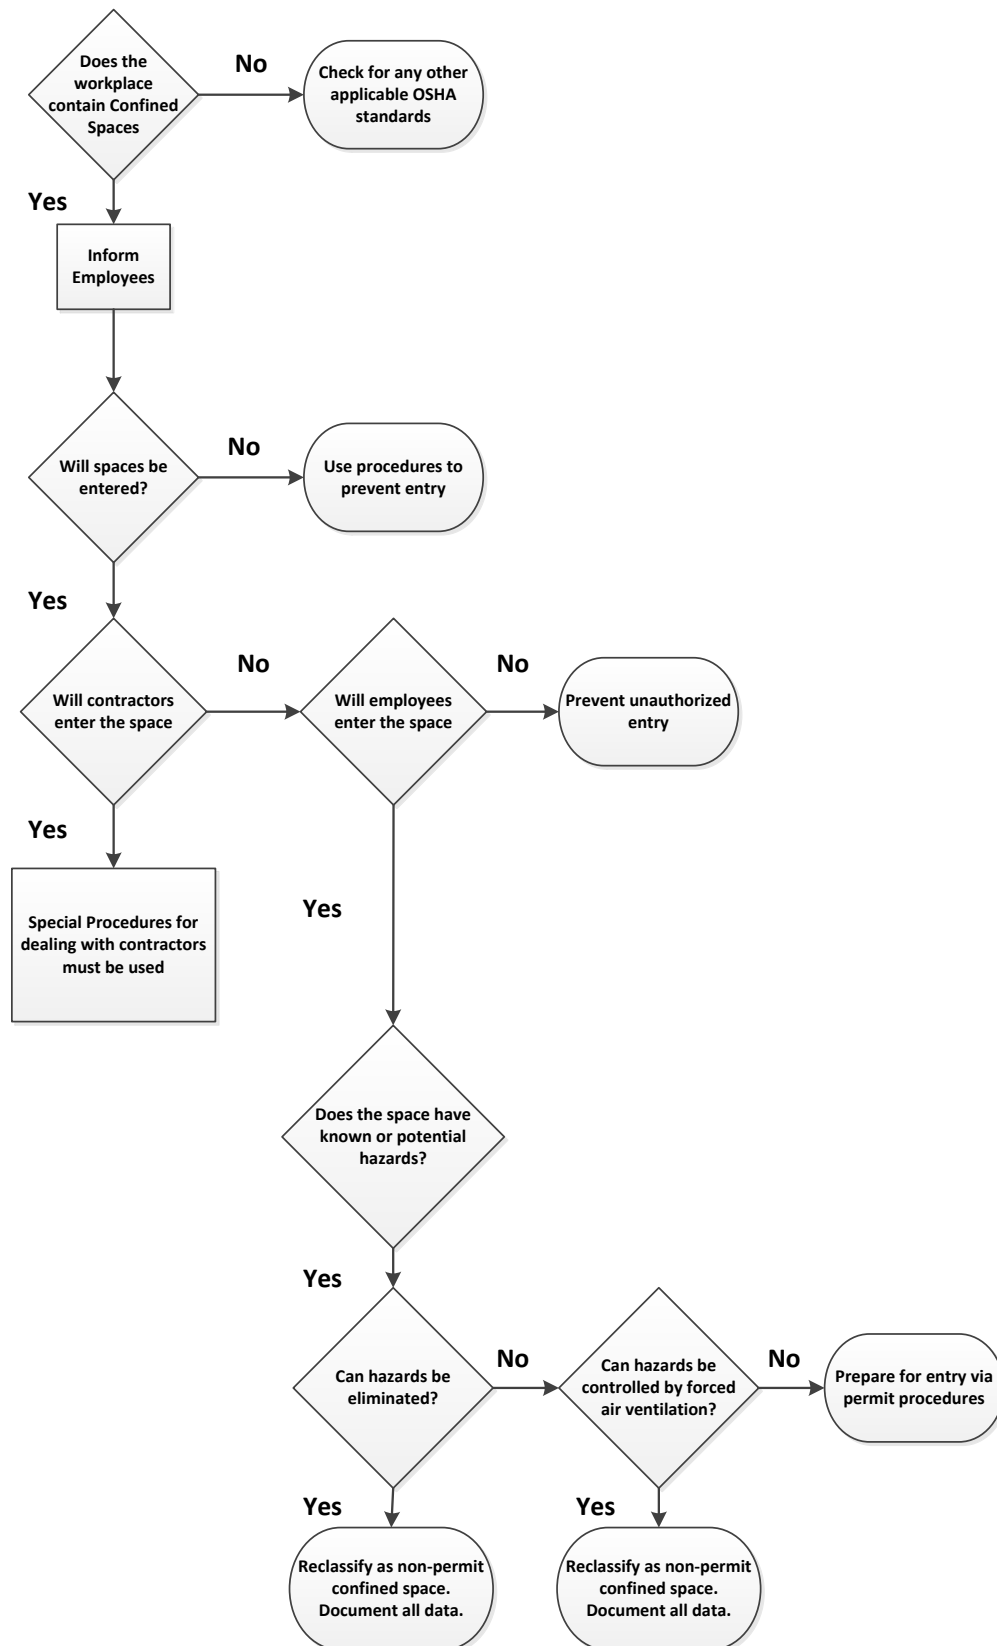 Does the
workplace
contain Confined
Spaces
No
Check for any other
applicable OSHA
standards
Yes
Inform
Employees
Will spaces be
entered?
No
Use procedures to
prevent entry
Yes
Will contractors
enter the space
No
Will employees
enter the space
No
Prevent unauthorized
entry
Yes
Special Procedures for
dealing with contractors
must be used
Yes
Does the space have
known or potential
hazards?
Yes
Can hazards be
eliminated?
No
Can hazards be
controlled by forced
air ventilation?
No
Prepare for entry via
permit procedures
Yes
Reclassify as non-permit
confined space.
Document all data.
Yes
Reclassify as non-permit
confined space.
Document all data.